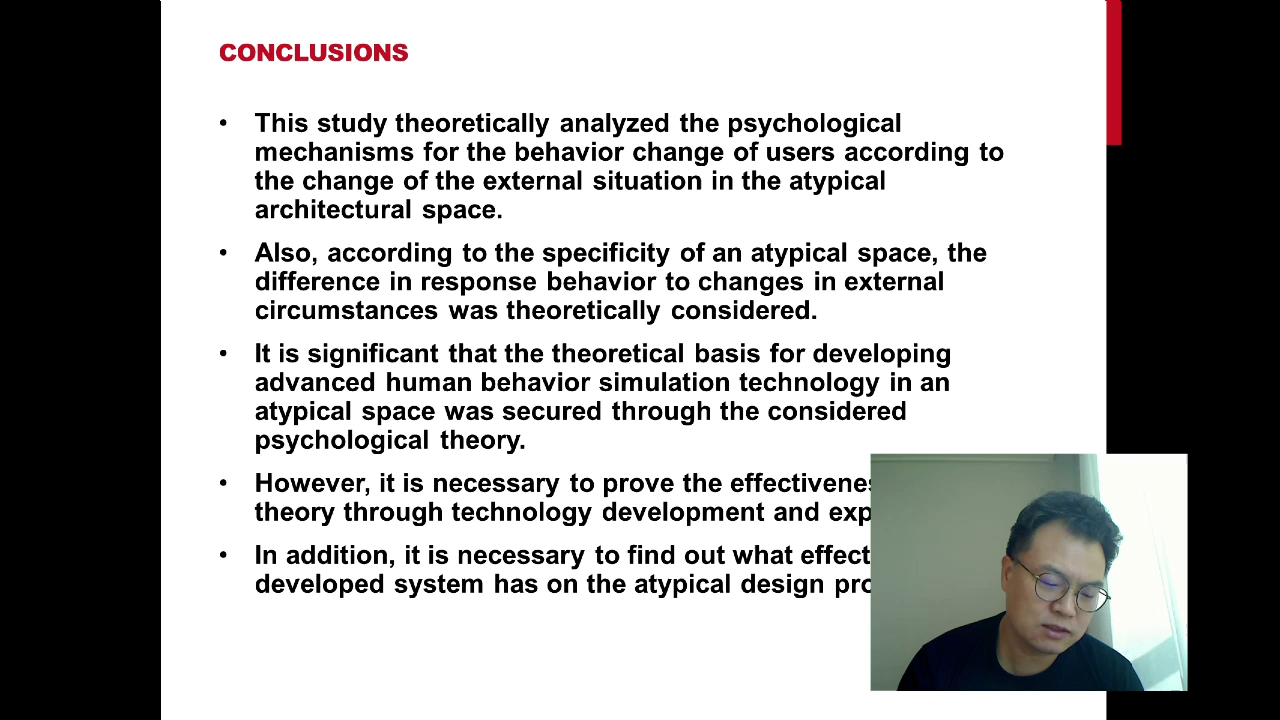 CONCLUSIONS
• This study theoretically analyzed the psychological
mechanisms for the behavior change of users according to
the change of the external situation in the atypical
architectural space.
• Also, according to the specificity of an atypical space, the
difference in response behavior to changes in external
circumstances was theoretically considered.
• It is significant that the theoretical basis for developing
advanced human behavior simulation technology in an
atypical space was secured through the considered
psychological theory.
• However, it is necessary to prove the
theory through technology development and
• In addition, it is necessary to find out what
developed system has on the atypical design